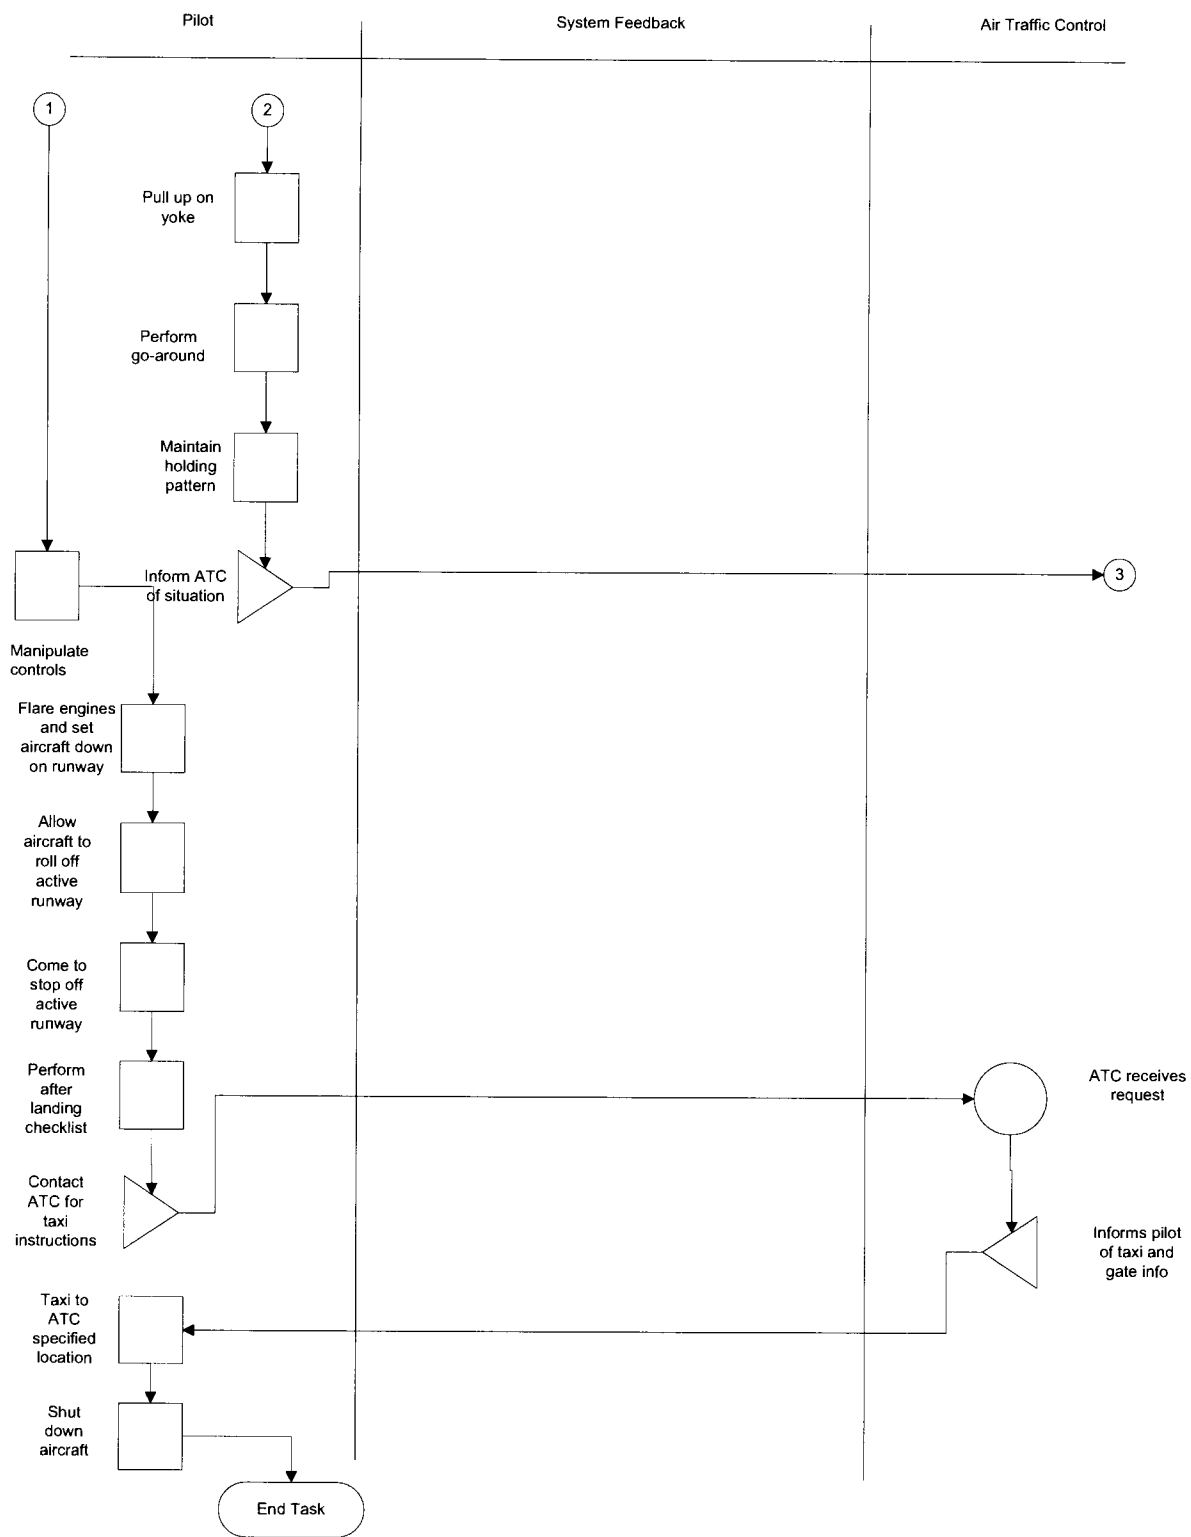 Pilot
System Feedback
Air Traffic Control
1
2
Pull up on
yoke
Perform
go-around
Maintain
holding
pattern
Inform ATC
of situation
3
Manipulate
controls
Flare engines
and set
aircraft down
on runway
Allow
aircraft to
roll off
active
runway
Come to
stop off
active
runway
Perform
after
landing
checklist
ATC receives
request
Contact
ATC for
taxi
instructions
Informs pilot
of taxi and
gate info
Taxi to
ATC
specified
location
Shut
down
aircraft
End Task